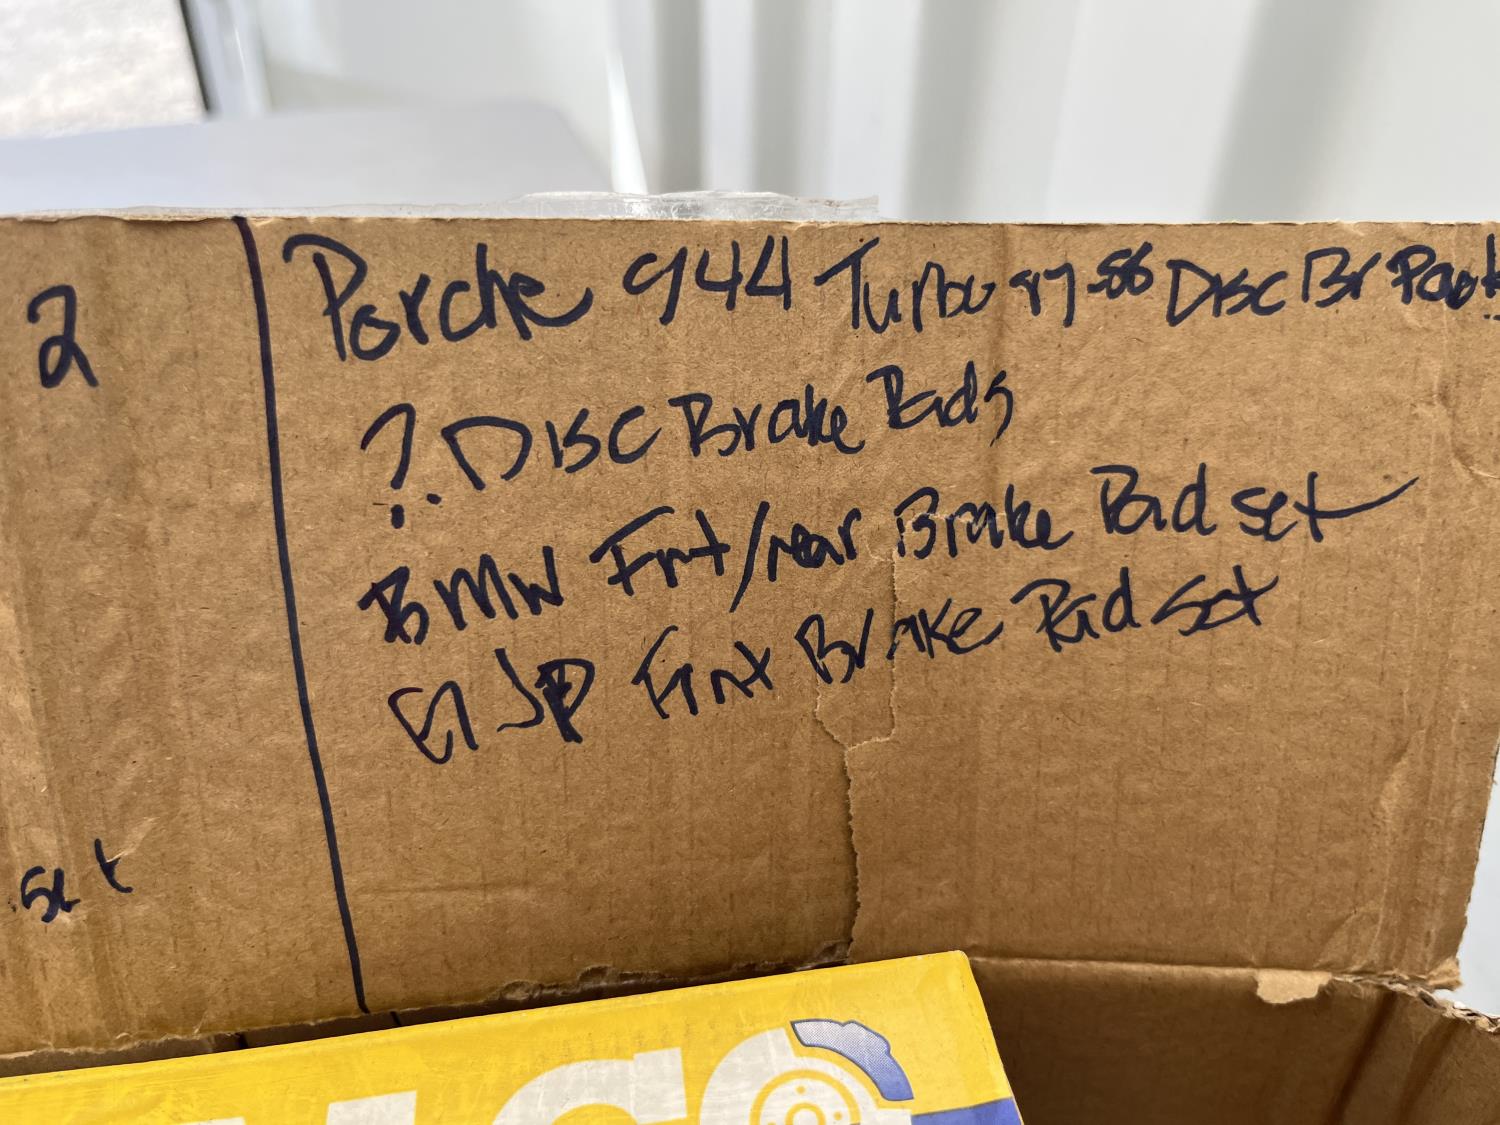 2
Porche 944 Turbo 87-86 Disc Br Pad
? Disc Brake Pads
BMW Frnt/rear Brake Pad set
Frnt Brake Pad Set
set